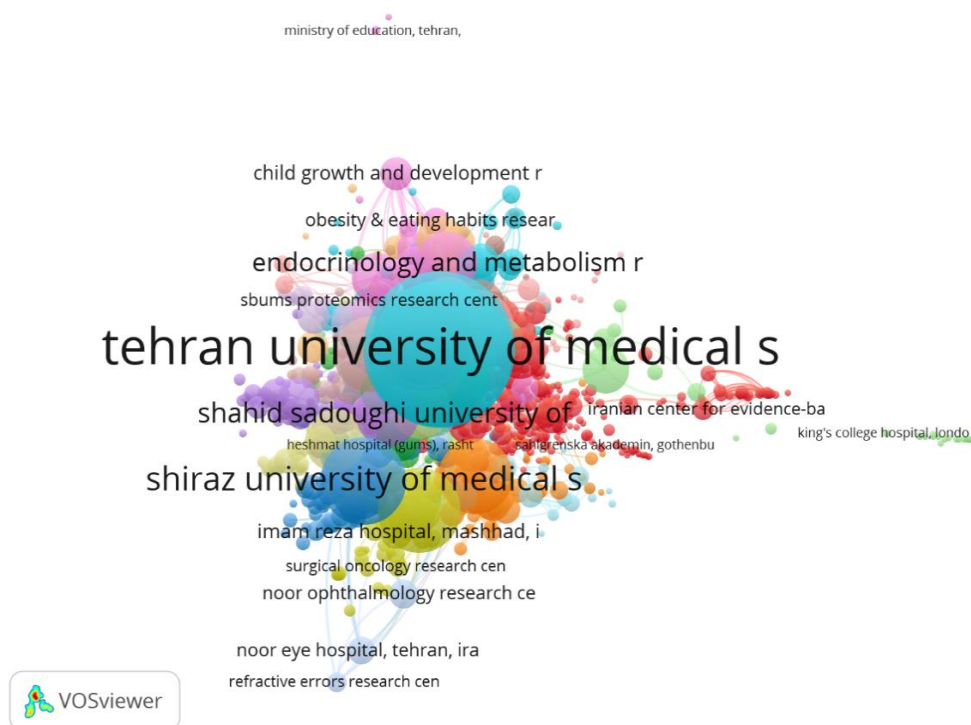 ministry of education, tehran,
child growth and development r
obesity & eating habits resear
endocrinology and metabolism r
sbums proteomics research cent
tehran university of medical s
shahid sadoughi university of
iranian center for evidence-ba
king's college hospital, londo
heshmat hospital (gums), rasht
sahlgrenska akademin, gothenbu
shiraz university of medical s
imam reza hospital, mashhad, i
surgical oncology research cen
noor ophthalmology research ce
noor eye hospital, tehran, ira
refractive errors research cen
VOSviewer